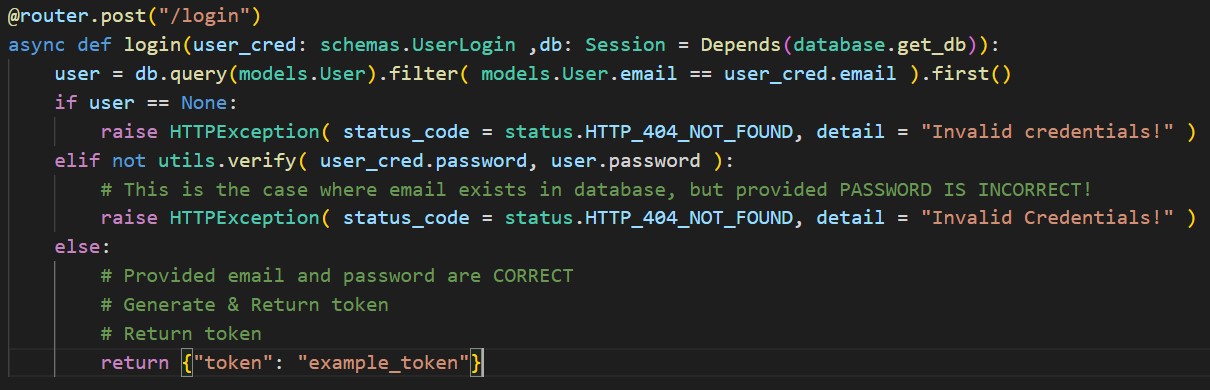 @router.post("/login")
async def login(user_cred: schemas.UserLogin ,db: Session = Depends(database.get_db)):
    user = db.query(models.User).filter( models.User.email == user_cred.email ).first()
    if user == None:
        raise HTTPException( status_code = status.HTTP_404_NOT_FOUND, detail = "Invalid credentials!" )
    elif not utils.verify( user_cred.password, user.password ):
        # This is the case where email exists in database, but provided PASSWORD IS INCORRECT!
        raise HTTPException( status_code = status.HTTP_404_NOT_FOUND, detail = "Invalid Credentials!" )
    else:
        # Provided email and password are CORRECT
        # Generate & Return token
        # Return token
        return {"token": "example_token"}